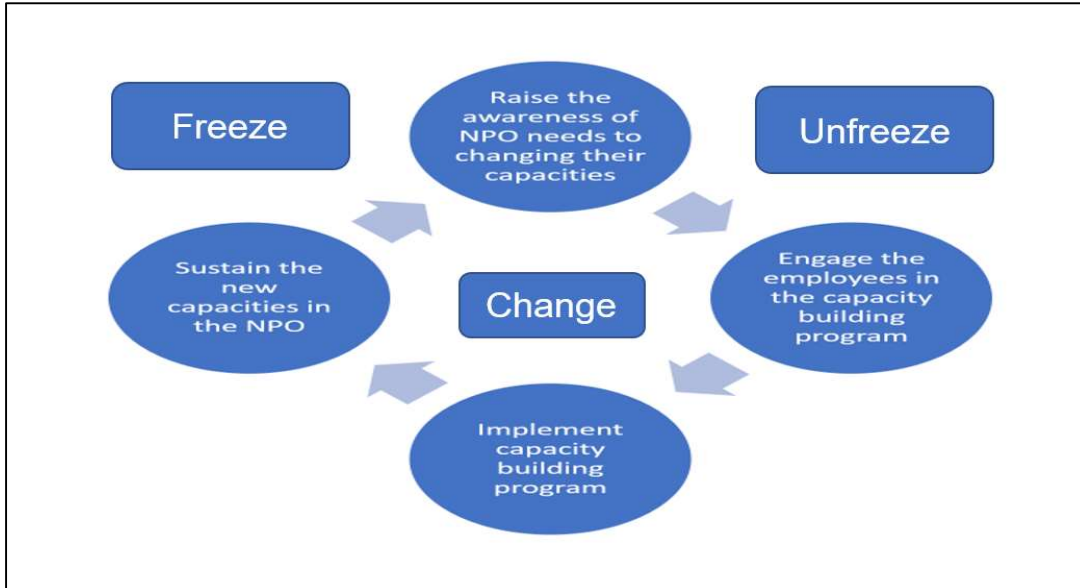 Freeze
Raise the
awareness of
NPO needs to
changing their
capacities
Unfreeze
Sustain the
new
capacities in
the NPO
Change
Engage the
employees in
the capacity
building
program
Implement
capacity
building
program